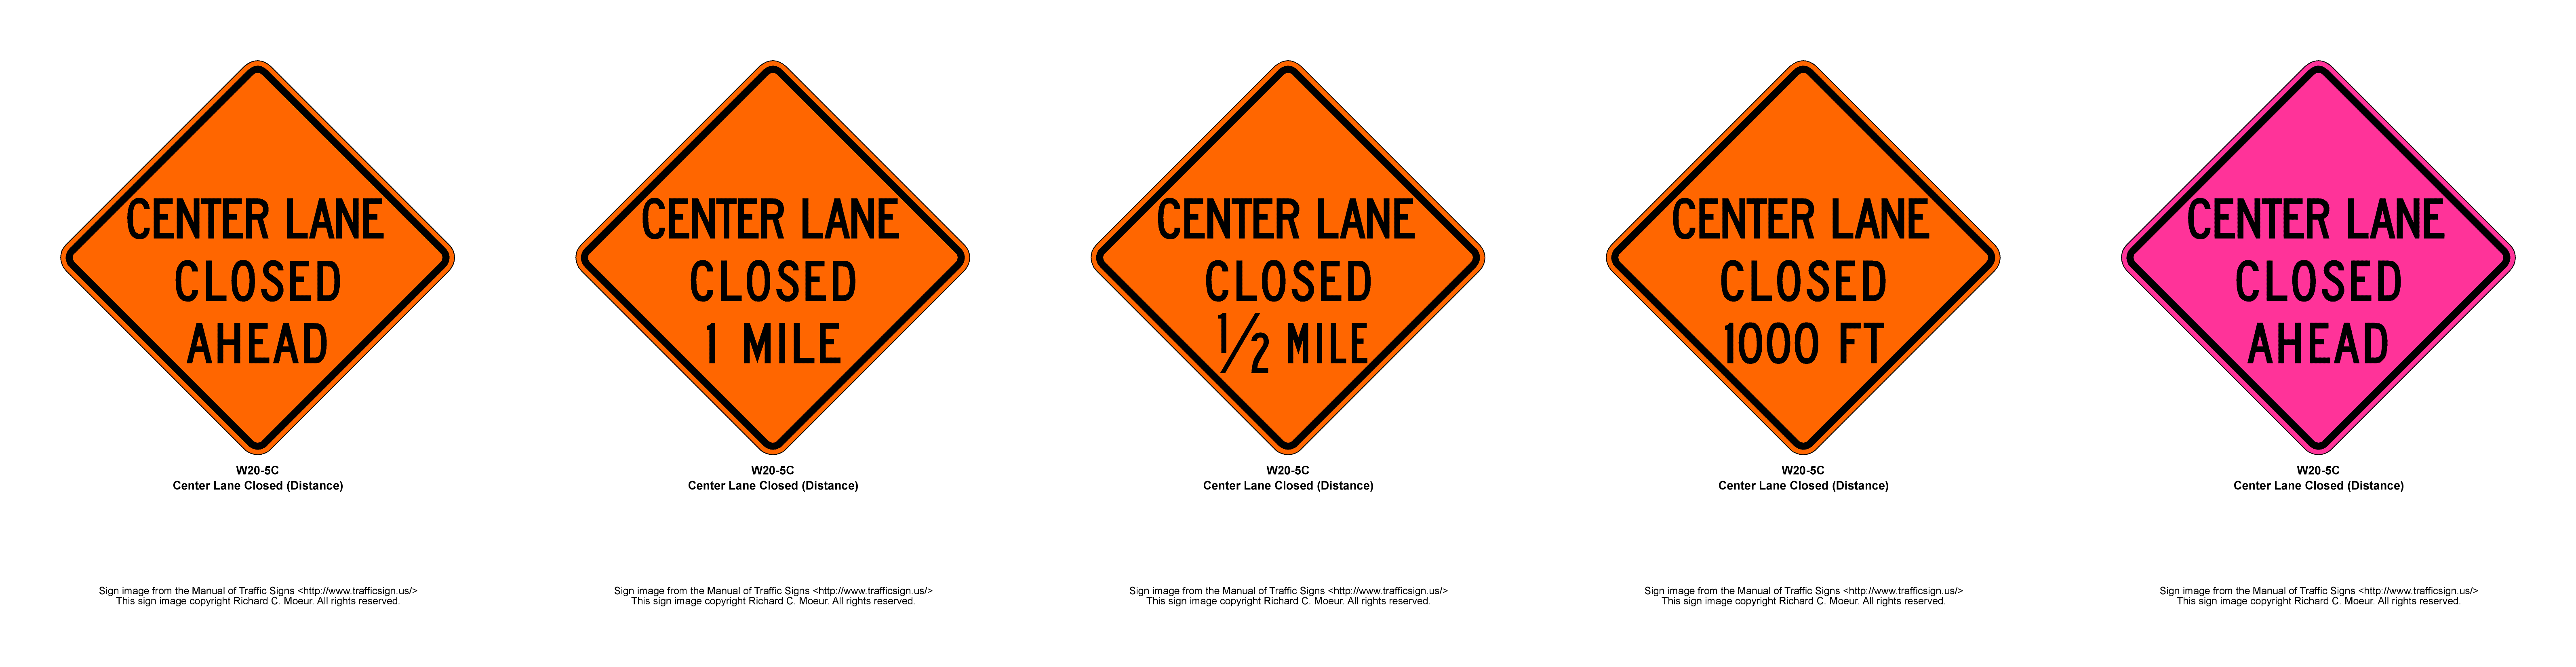 CENTER LANE
CLOSED
AHEAD
W20-5C
Center Lane Closed (Distance)
Sign image from the Manual of Traffic Signs <http://www.trafficsign.us/>
This sign image copyright Richard C. Moeur. All rights reserved.
CENTER LANE
CLOSED
1 MILE
W20-5C
Center Lane Closed (Distance)
Sign image from the Manual of Traffic Signs <http://www.trafficsign.us/>
This sign image copyright Richard C. Moeur. All rights reserved.
CENTER LANE
CLOSED
1/2 MILE
W20-5C
Center Lane Closed (Distance)
Sign image from the Manual of Traffic Signs <http://www.trafficsign.us/>
This sign image copyright Richard C. Moeur. All rights reserved.
CENTER LANE
CLOSED
1000 FT
W20-5C
Center Lane Closed (Distance)
Sign image from the Manual of Traffic Signs <http://www.trafficsign.us/>
This sign image copyright Richard C. Moeur. All rights reserved.
CENTER LANE
CLOSED
AHEAD
W20-5C
Center Lane Closed (Distance)
Sign image from the Manual of Traffic Signs <http://www.trafficsign.us/>
This sign image copyright Richard C. Moeur. All rights reserved.